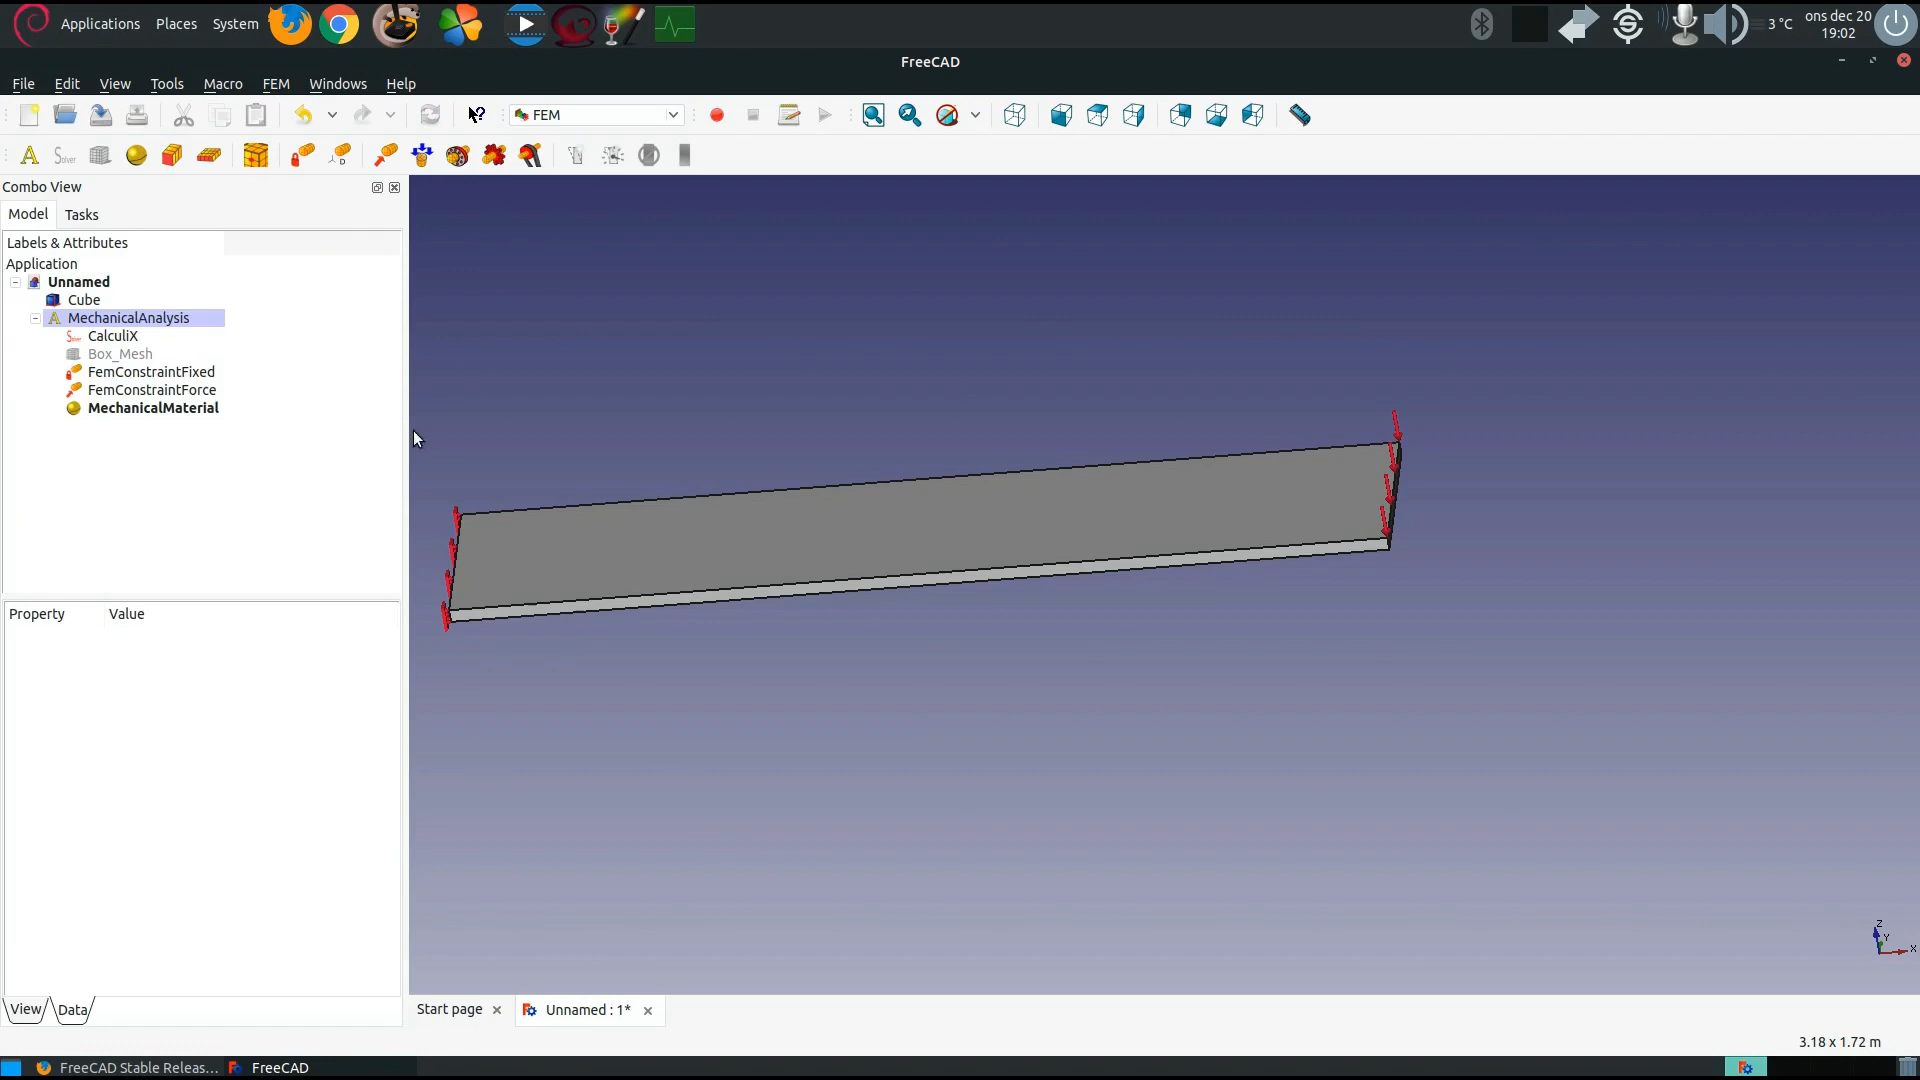 Applications Places System
3 °C
ons dec 20
19:02
FreeCAD
File Edit View Tools Macro FEM Windows Help
FEM
Combo View
Model Tasks
Labels & Attributes
Application
Unnamed
Cube
MechanicalAnalysis
CalculiX
Box_Mesh
FemConstraintFixed
FemConstraintForce
MechanicalMaterial
Property Value
Z
Y
X
View Data
Start page Unnamed : 1*
3.18 x 1.72 m
FreeCAD Stable Releas... FreeCAD